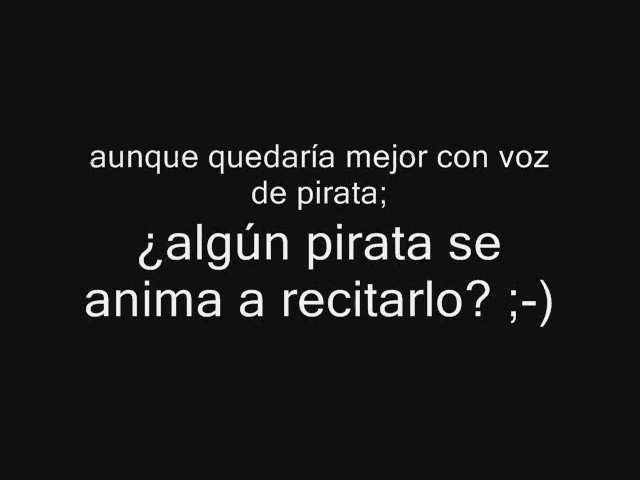 aunque quedaría mejor con voz
de pirata;
¿algún pirata se
anima a recitarlo? ;-)